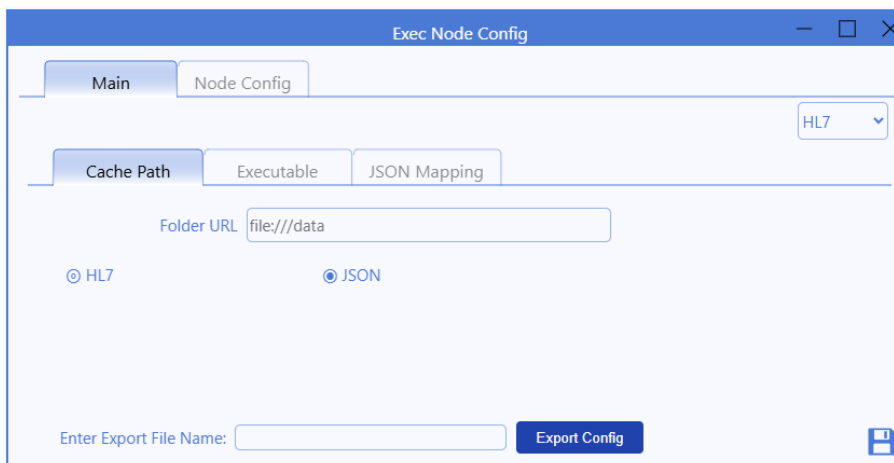 Exec Node Config
Main Node Config
HL7
Cache Path Executable JSON Mapping
Folder URL file:///data
HL7 JSON
Enter Export File Name: Export Config